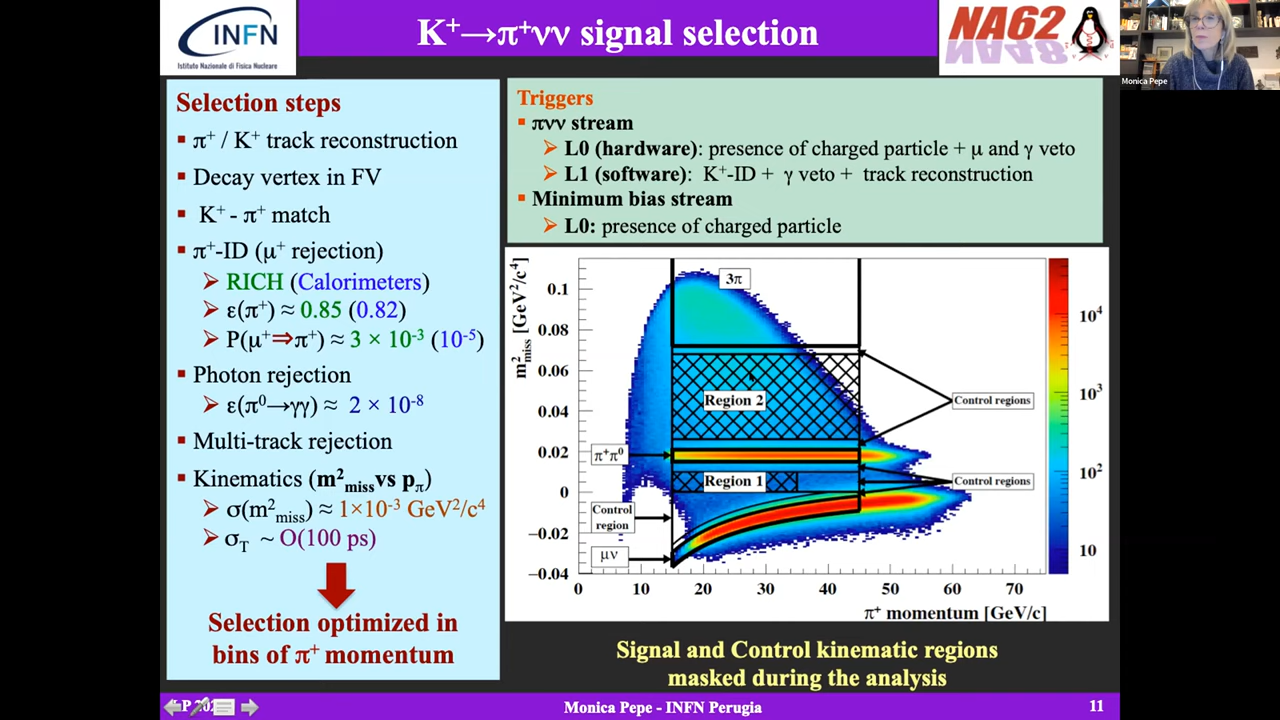 INFN
Istituto Nazionale di Fisica Nucleare
K⁺→π⁺νν signal selection
NA62
NA48
Monica Pepe
Selection steps
▪ π⁺ / K⁺ track reconstruction
▪ Decay vertex in FV
▪ K⁺ - π⁺ match
▪ π⁺-ID (μ⁺ rejection)
➢ RICH (Calorimeters)
➢ ε(π⁺) ≈ 0.85 (0.82)
➢ P(μ⁺⇒π⁺) ≈ 3 × 10⁻³ (10⁻⁵)
▪ Photon rejection
➢ ε(π⁰→γγ) ≈ 2 × 10⁻⁸
▪ Multi-track rejection
▪ Kinematics (m²miss vs pπ)
➢ σ(m²miss) ≈ 1×10⁻³ GeV²/c⁴
➢ σT ~ O(100 ps)
Selection optimized in
bins of π⁺ momentum
Triggers
▪ πνν stream
➢ L0 (hardware): presence of charged particle + μ and γ veto
➢ L1 (software): K⁺-ID + γ veto + track reconstruction
▪ Minimum bias stream
➢ L0: presence of charged particle
m²miss [GeV²/c⁴]
0.1
0.08
0.06
0.04
0.02
0
−0.02
−0.04
3π
Region 2
π⁺π⁰
Region 1
Control
region
μν
Control regions
Control regions
10⁴
10³
10²
10
0 10 20 30 40 50 60 70
π⁺ momentum [GeV/c]
Signal and Control kinematic regions
masked during the analysis
Monica Pepe - INFN Perugia
11